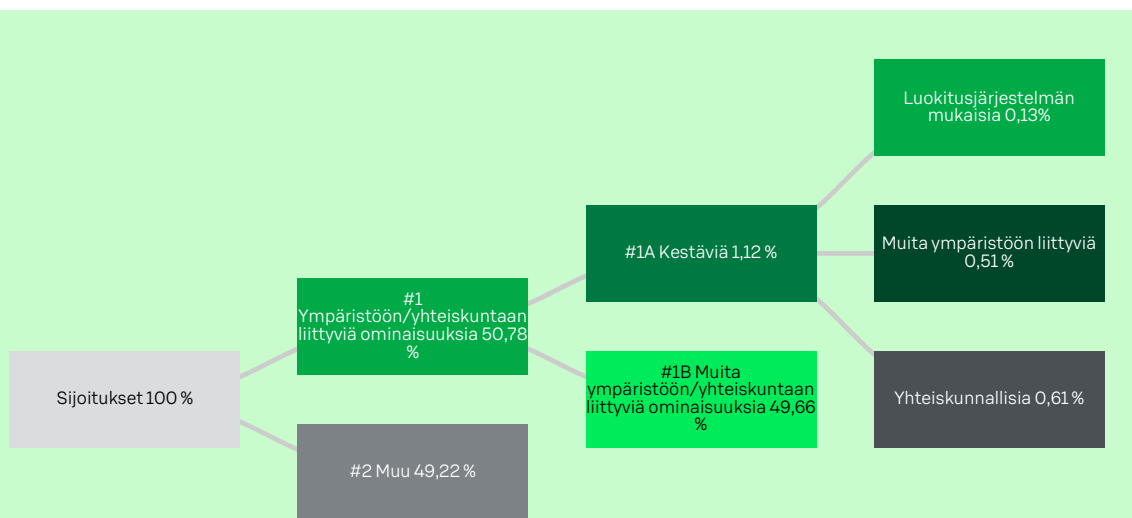 Sijoitukset 100 %
#1
Ympäristöön/yhteiskuntaan
liittyviä ominaisuuksia 50,78
%
#2 Muu 49,22 %
#1A Kestäviä 1,12 %
#1B Muita
ympäristöön/yhteiskuntaan
liittyviä ominaisuuksia 49,66
%
Luokitusjärjestelmän
mukaisia 0,13%
Muita ympäristöön liittyviä
0,51 %
Yhteiskunnallisia 0,61 %